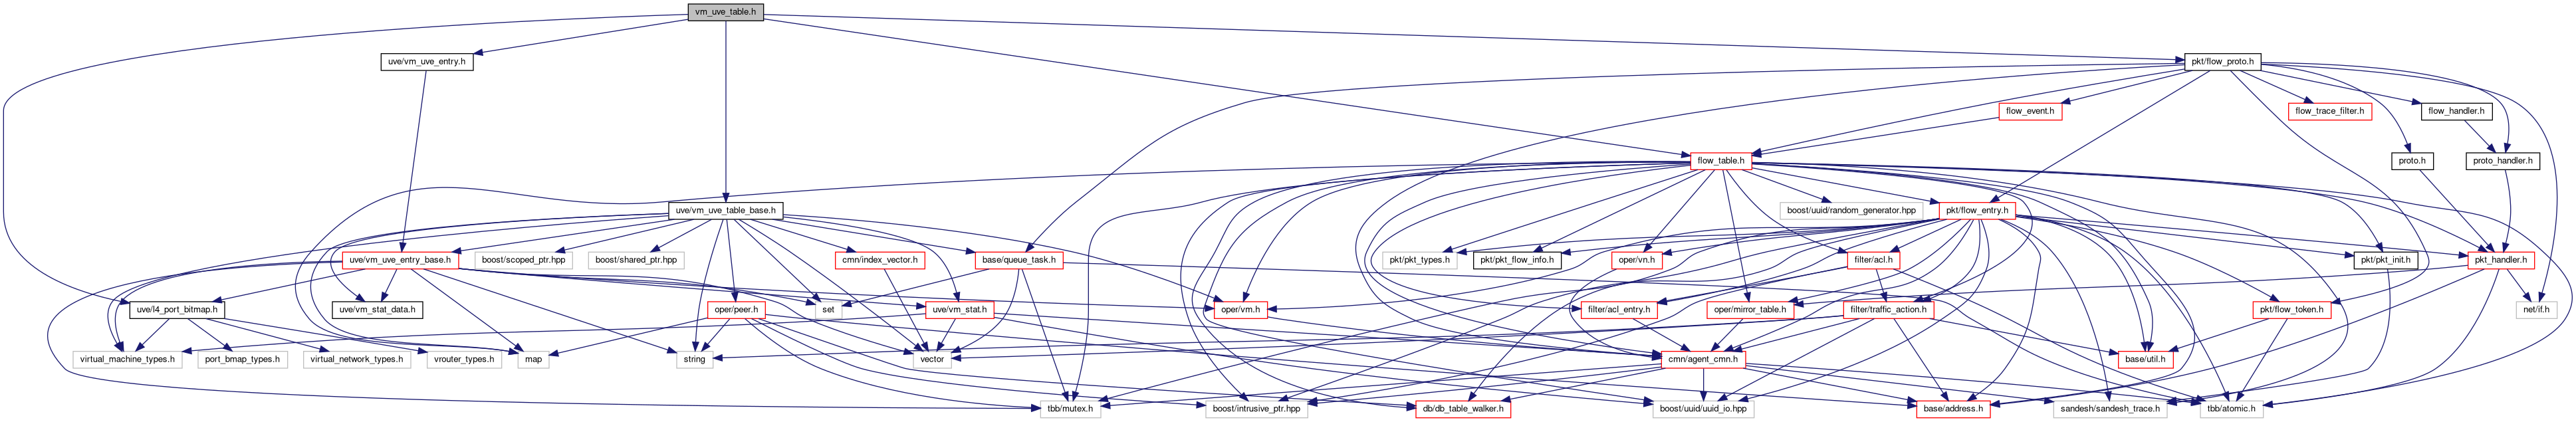 vm_uve_table.h
uve/vm_uve_entry.h
pkt/flow_proto.h
flow_event.h
flow_trace_filter.h
flow_handler.h
flow_table.h
proto.h
proto_handler.h
uve/vm_uve_table_base.h
boost/uuid/random_generator.hpp
pkt/flow_entry.h
uve/vm_uve_entry_base.h
boost/scoped_ptr.hpp
boost/shared_ptr.hpp
cmn/index_vector.h
base/queue_task.h
pkt/pkt_types.h
pkt/pkt_flow_info.h
oper/vn.h
filter/acl.h
pkt/pkt_init.h
pkt_handler.h
uve/l4_port_bitmap.h
uve/vm_stat_data.h
oper/peer.h
set
uve/vm_stat.h
oper/vm.h
filter/acl_entry.h
oper/mirror_table.h
filter/traffic_action.h
pkt/flow_token.h
net/if.h
virtual_machine_types.h
port_bmap_types.h
virtual_network_types.h
vrouter_types.h
map
string
vector
cmn/agent_cmn.h
base/util.h
tbb/mutex.h
boost/intrusive_ptr.hpp
db/db_table_walker.h
boost/uuid/uuid_io.hpp
base/address.h
sandesh/sandesh_trace.h
tbb/atomic.h